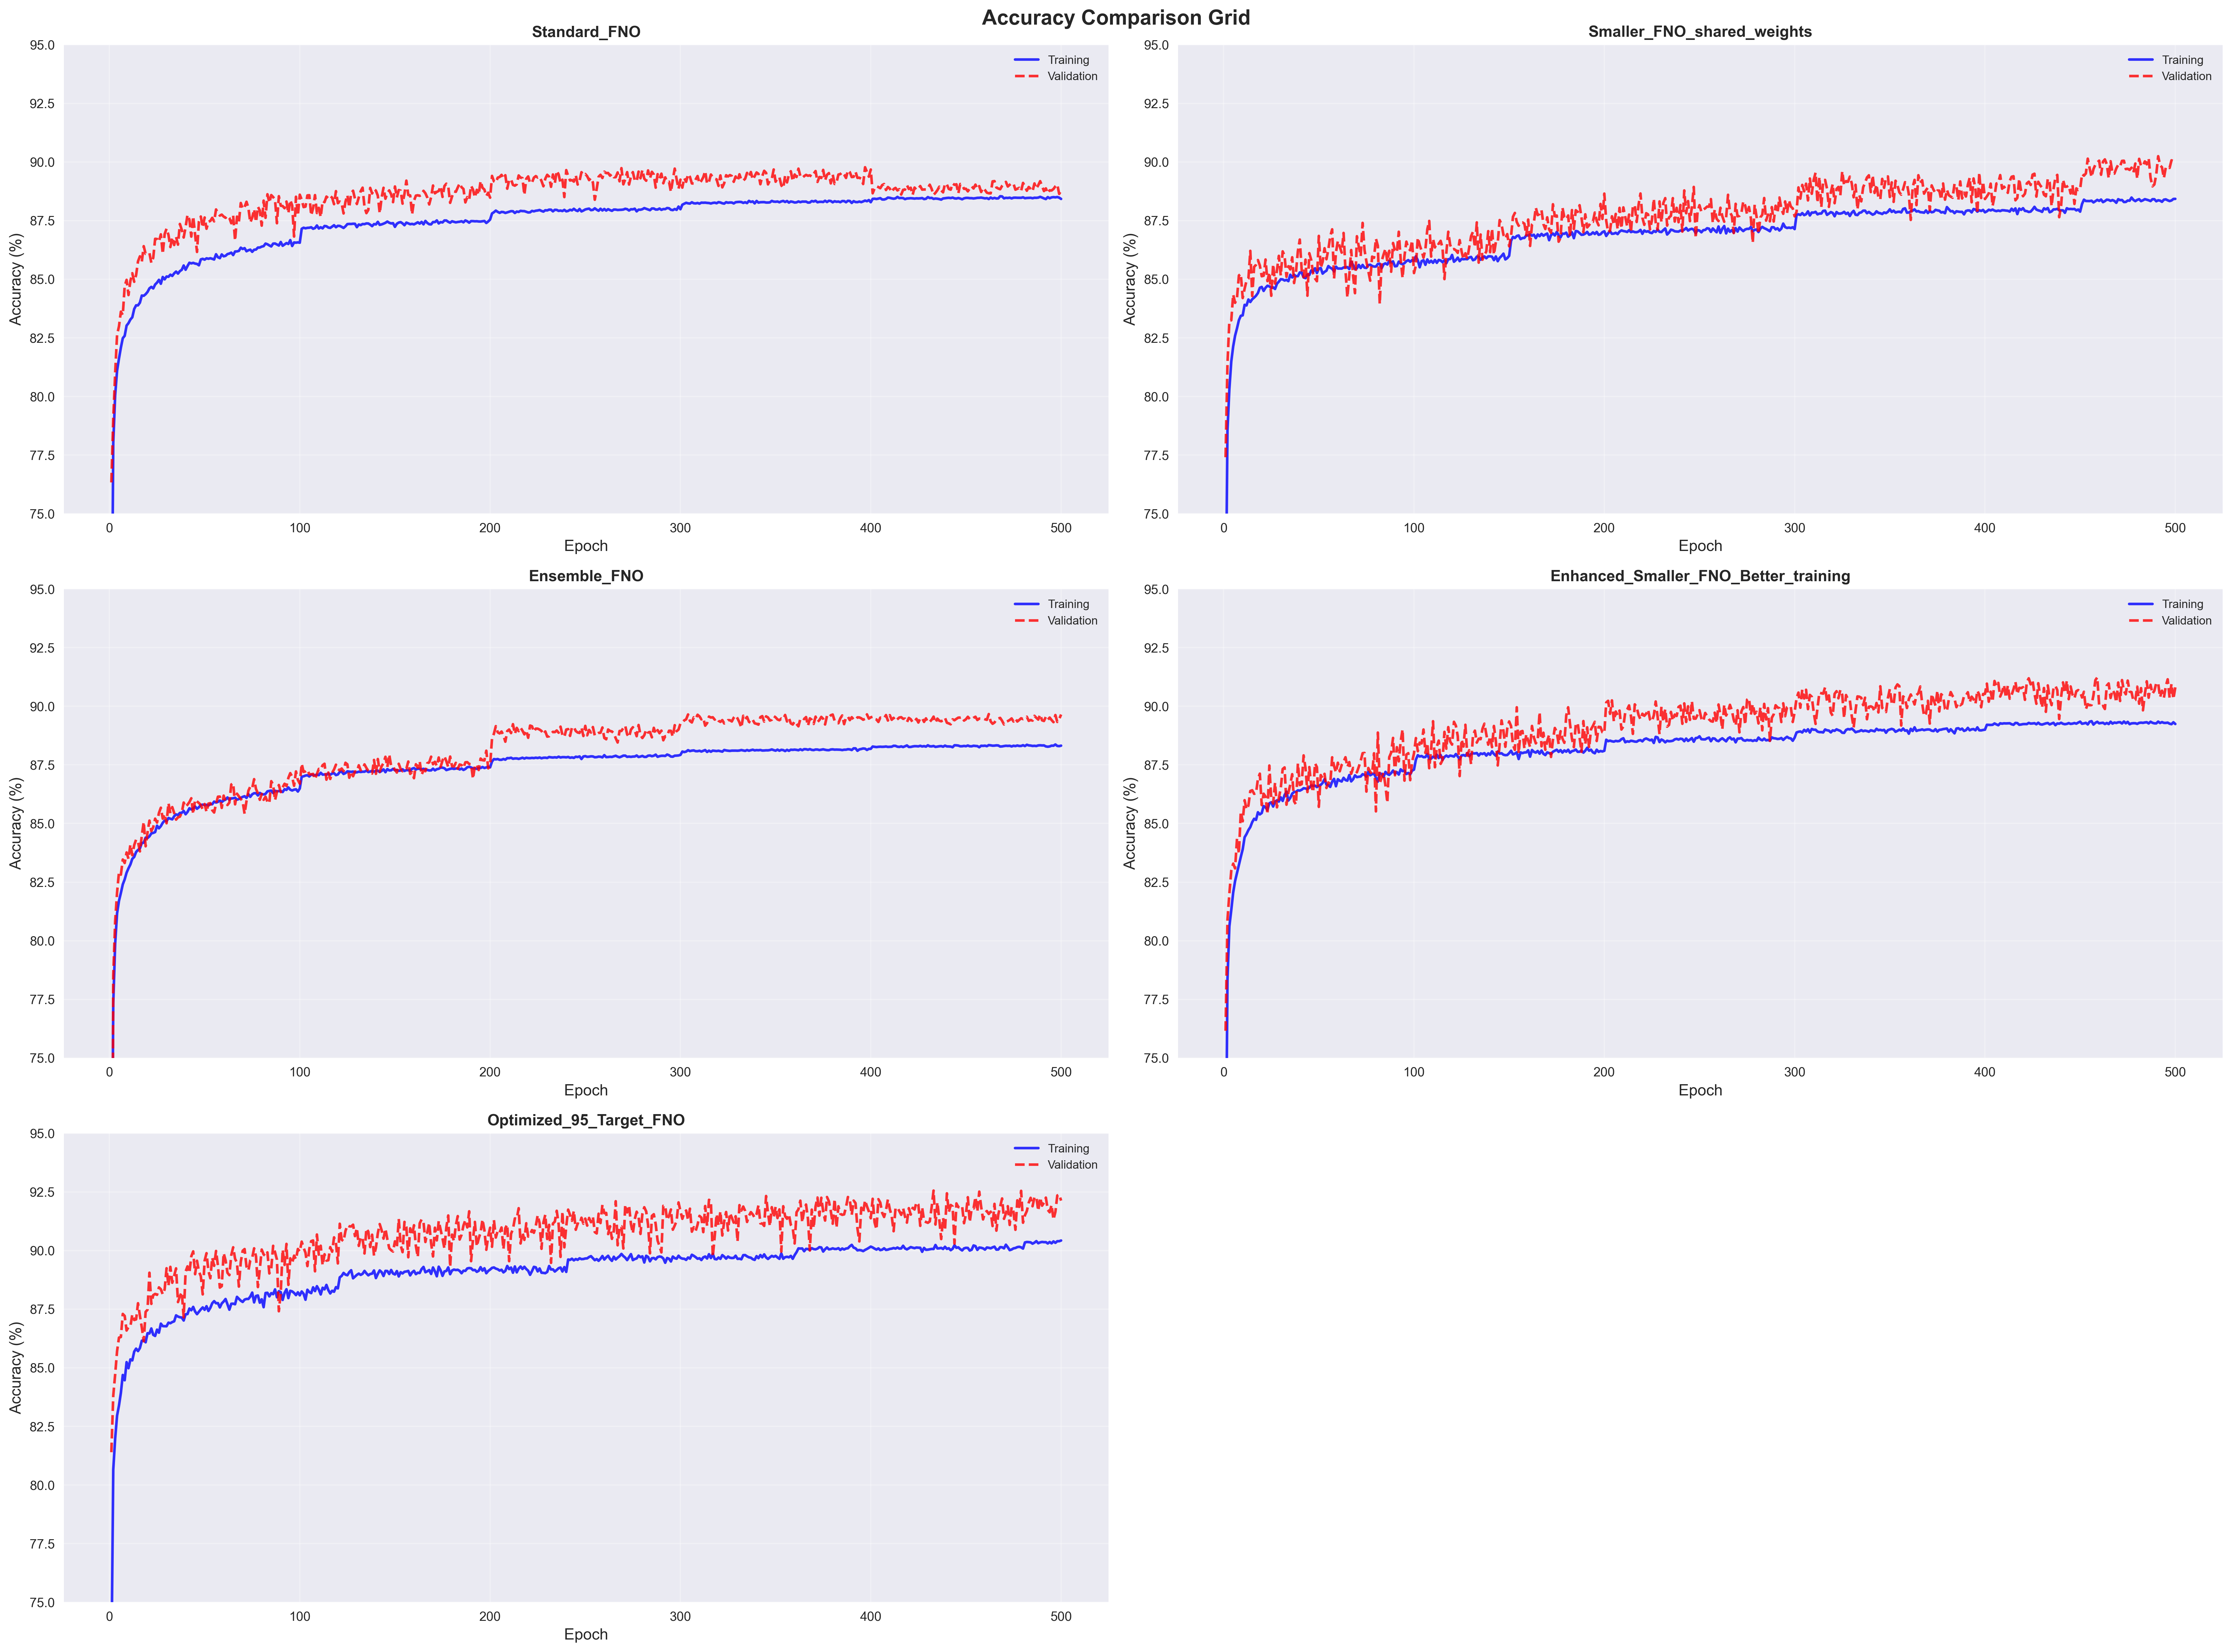 Accuracy Comparison Grid
Standard_FNO
95.0
92.5
90.0
87.5
85.0
82.5
80.0
77.5
75.0
Accuracy (%)
Training
Validation
0 100 200 300 400 500
Epoch
Smaller_FNO_shared_weights
95.0
92.5
90.0
87.5
85.0
82.5
80.0
77.5
75.0
Accuracy (%)
Training
Validation
0 100 200 300 400 500
Epoch
Ensemble_FNO
95.0
92.5
90.0
87.5
85.0
82.5
80.0
77.5
75.0
Accuracy (%)
Training
Validation
0 100 200 300 400 500
Epoch
Enhanced_Smaller_FNO_Better_training
95.0
92.5
90.0
87.5
85.0
82.5
80.0
77.5
75.0
Accuracy (%)
Training
Validation
0 100 200 300 400 500
Epoch
Optimized_95_Target_FNO
95.0
92.5
90.0
87.5
85.0
82.5
80.0
77.5
75.0
Accuracy (%)
Training
Validation
0 100 200 300 400 500
Epoch